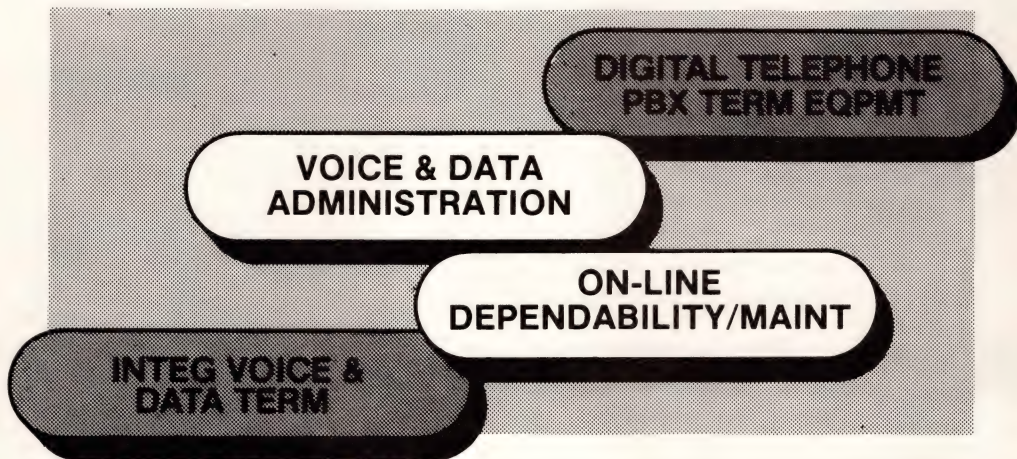 DIGITAL TELEPHONE
PBX TERM EQPMT
VOICE & DATA
ADMINISTRATION
ON-LINE
DEPENDABILITY/MAINT
INTEG VOICE &
DATA TERM